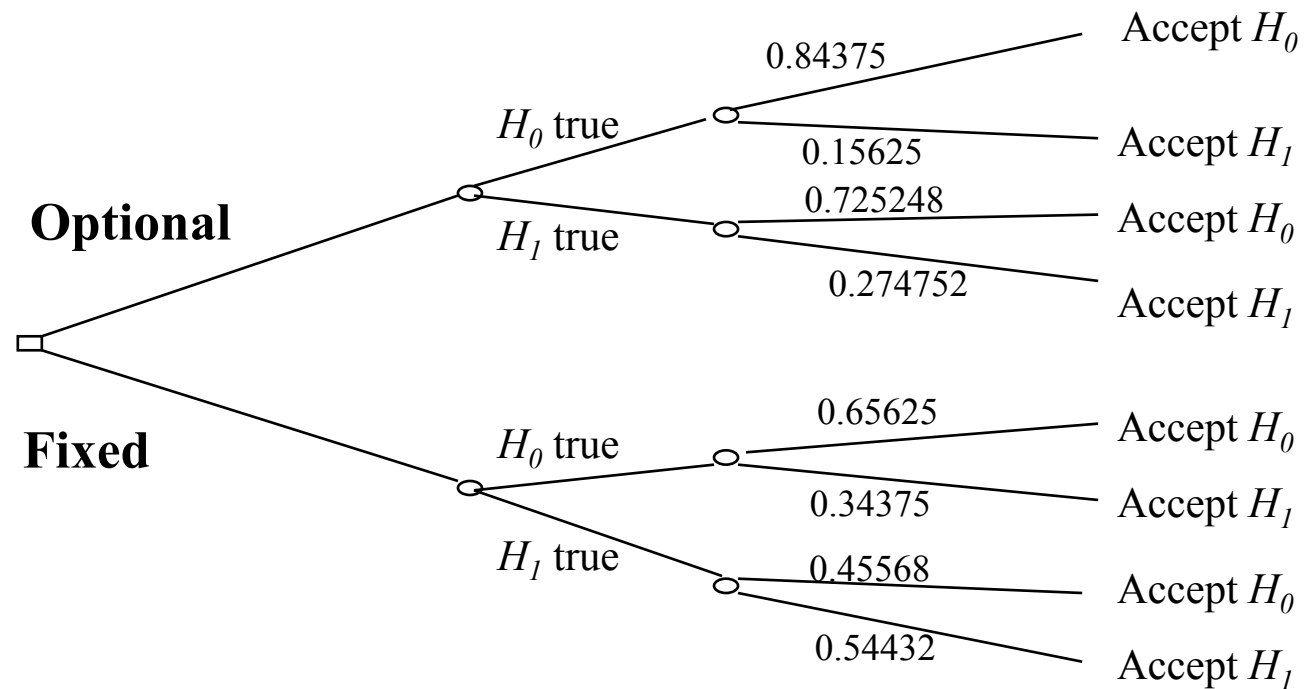 Accept H0
0.84375
H0 true
Accept H1
0.15625
0.725248
Optional
Accept H0
H1 true
0.274752
Accept H1
0.65625
Accept H0
H0 true
Fixed
0.34375
Accept H1
H1 true
0.45568
Accept H0
0.54432
Accept H1